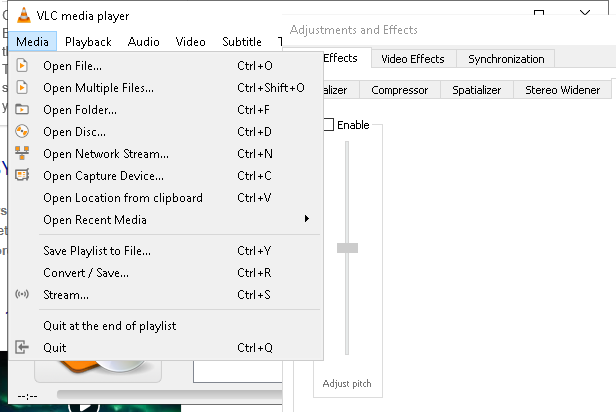 VLC media player
Adjustments and Effects
Media Playback Audio Video Subtitle T
Effects Video Effects Synchronization
alizer Compressor Spatializer Stereo Widener
Open File... Ctrl+O
Open Multiple Files... Ctrl+Shift+O
Open Folder... Ctrl+F
Open Disc... Ctrl+D
Open Network Stream... Ctrl+N
Open Capture Device... Ctrl+C
Open Location from clipboard Ctrl+V
Open Recent Media
Save Playlist to File... Ctrl+Y
Convert / Save... Ctrl+R
Stream... Ctrl+S
Quit at the end of playlist
Quit Ctrl+Q
Enable
Adjust pitch
--:--